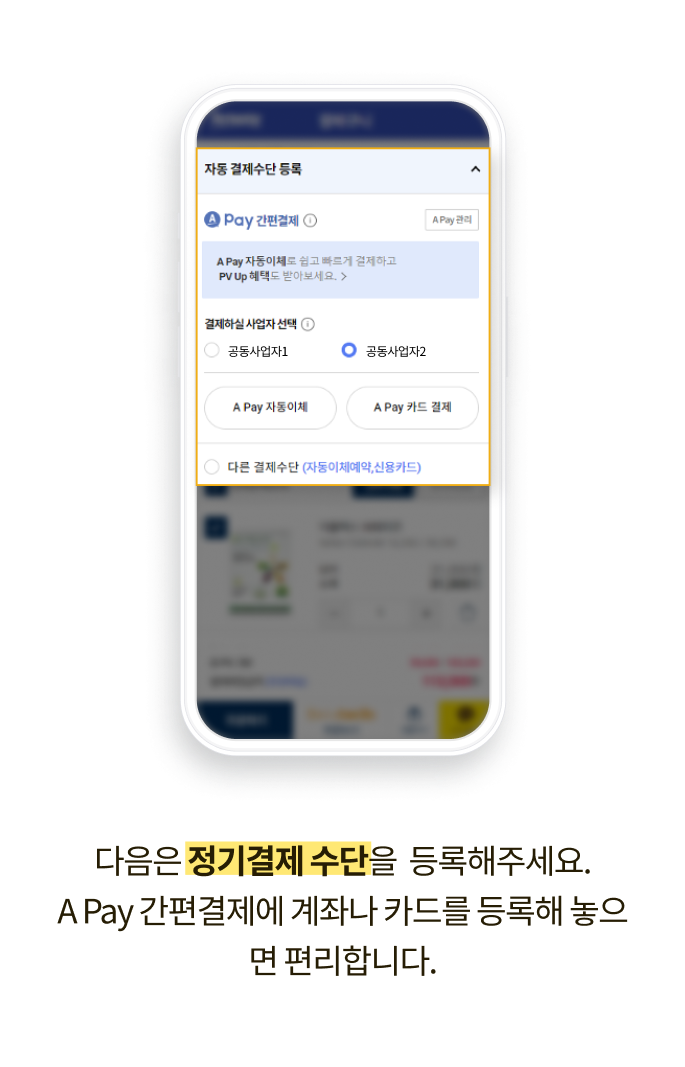 자동 결제수단 등록
A Pay 간편결제 i
A Pay 관리
A Pay 자동이체로 쉽고 빠르게 결제하고
PV Up 혜택도 받아보세요. >
결제하실 사업자 선택 i
공동사업자1 공동사업자2
A Pay 자동이체 A Pay 카드 결제
다른 결제수단 (자동이체예약,신용카드)
다음은 정기결제 수단을 등록해주세요.
A Pay 간편결제에 계좌나 카드를 등록해 놓으
면 편리합니다.